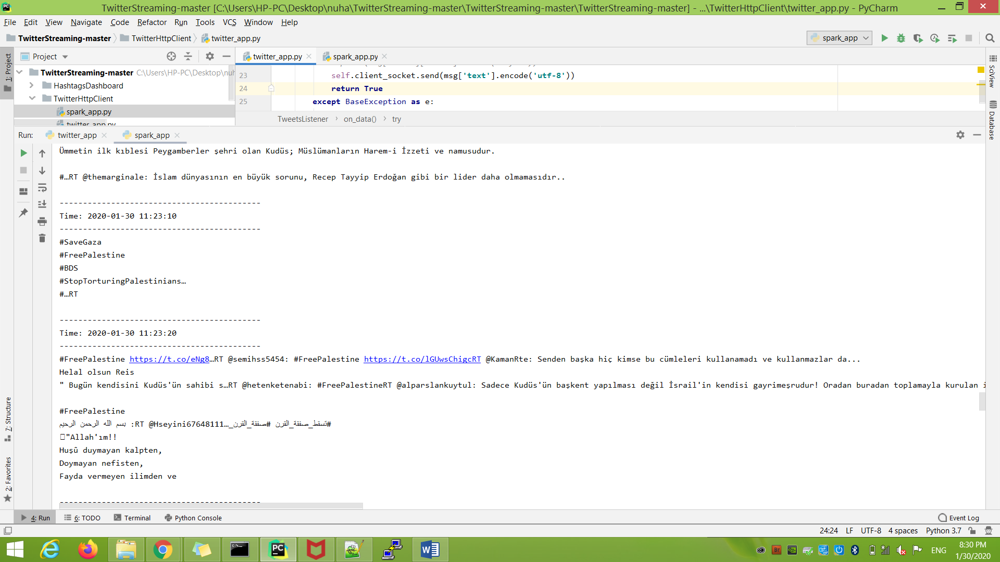 TwitterStreaming-master [C:\Users\HP-PC\Desktop\nuha\TwitterStreaming-master\TwitterStreaming-master\TwitterStreaming-master] - ...\TwitterHttpClient\twitter_app.py - PyCharm
File Edit View Navigate Code Refactor Run Tools VCS Window Help
TwitterStreaming-master TwitterHttpClient twitter_app.py spark_app
Project twitter_app.py spark_app.py
1: Project
TwitterStreaming-master C:\Users\HP-PC\Desktop\nuh
HashtagsDashboard
TwitterHttpClient
spark_app.py
twitter_app.py
23 self.client_socket.send(msg['text'].encode('utf-8'))
24 return True
25 except BaseException as e:
TweetsListener › on_data() › try
SciView
Database
Run: twitter_app spark_app
Ümmetin ilk kıblesi Peygamberler şehri olan Kudüs; Müslümanların Harem-i İzzeti ve namusudur.
#…RT @themarginale: İslam dünyasının en büyük sorunu, Recep Tayyip Erdoğan gibi bir lider daha olmamasıdır..
-------------------------------------------
Time: 2020-01-30 11:23:10
-------------------------------------------
#SaveGaza
#FreePalestine
#BDS
#StopTorturingPalestinians…
#…RT
-------------------------------------------
Time: 2020-01-30 11:23:20
-------------------------------------------
#FreePalestine https://t.co/eNg8…RT @semihss5454: #FreePalestine https://t.co/lGUwsChigcRT @KamanRte: Senden başka hiç kimse bu cümleleri kullanamadı ve kullanmazlar da...
Helal olsun Reis
" Bugün kendisini Kudüs'ün sahibi s…RT @hetenketenabi: #FreePalestineRT @alparslankuytul: Sadece Kudüs'ün başkent yapılması değil İsrail'in kendisi gayrimeşrudur! Oradan buradan toplamayla kurulan i
#FreePalestine
#تسقط_صفقة_القرن #صفقة_القرن_…RT @Hseyini67648111: بسم الله الرحمن الرحيم
"Allah'ım!!
Huşû duymayan kalpten,
Doymayan nefisten,
Fayda vermeyen ilimden ve
-------------------------------------------
7: Structure
2: Favorites
4: Run 6: TODO Terminal Python Console Event Log
24:24 LF UTF-8 4 spaces Python 3.7
ENG
8:30 PM
1/30/2020